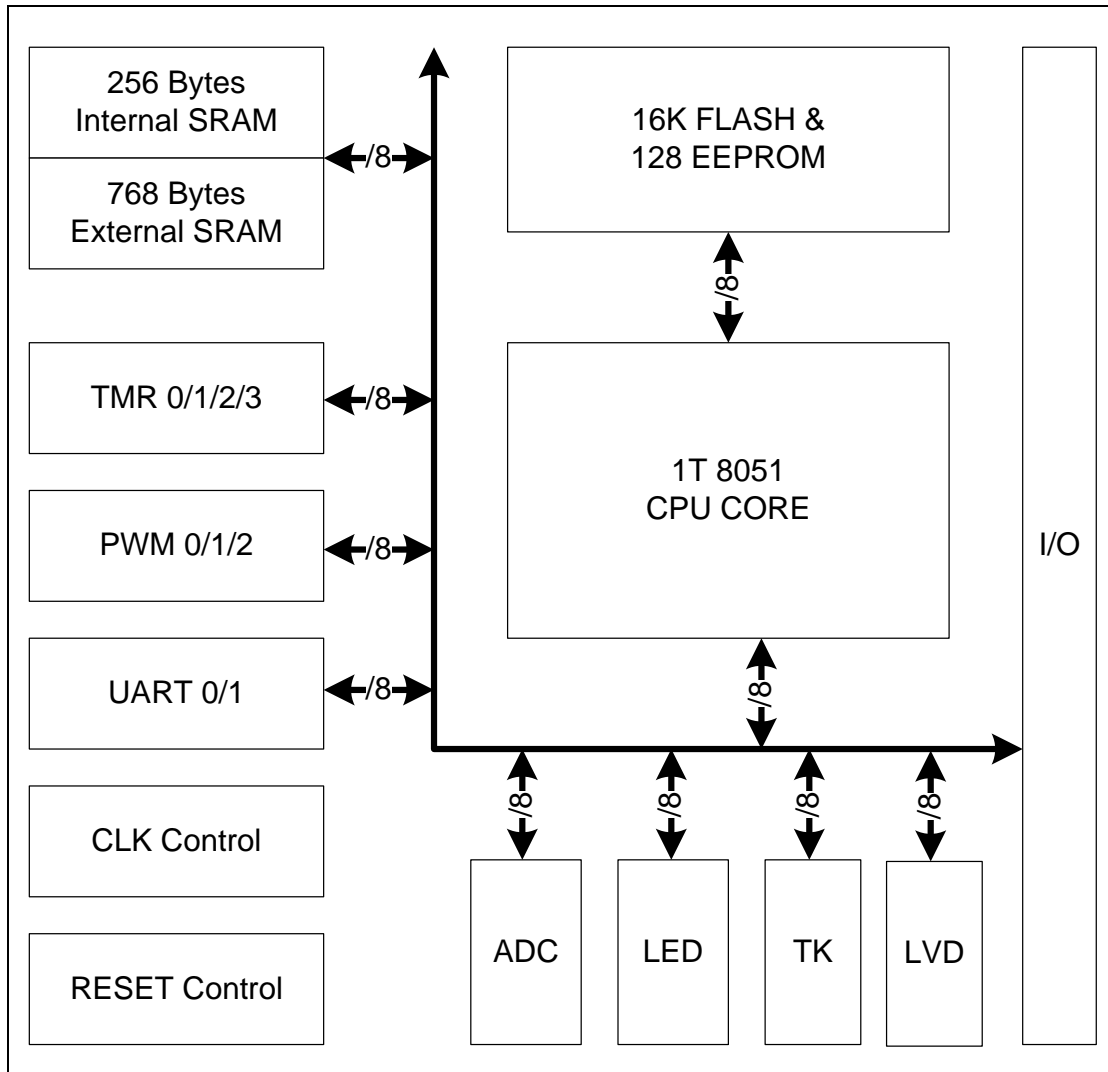 256 Bytes
Internal SRAM
768 Bytes
External SRAM
/8
16K FLASH &
128 EEPROM
/8
TMR 0/1/2/3
/8
1T 8051
CPU CORE
PWM 0/1/2
/8
I/O
UART 0/1
/8
/8
CLK Control
/8
/8
/8
/8
RESET Control
ADC
LED
TK
LVD